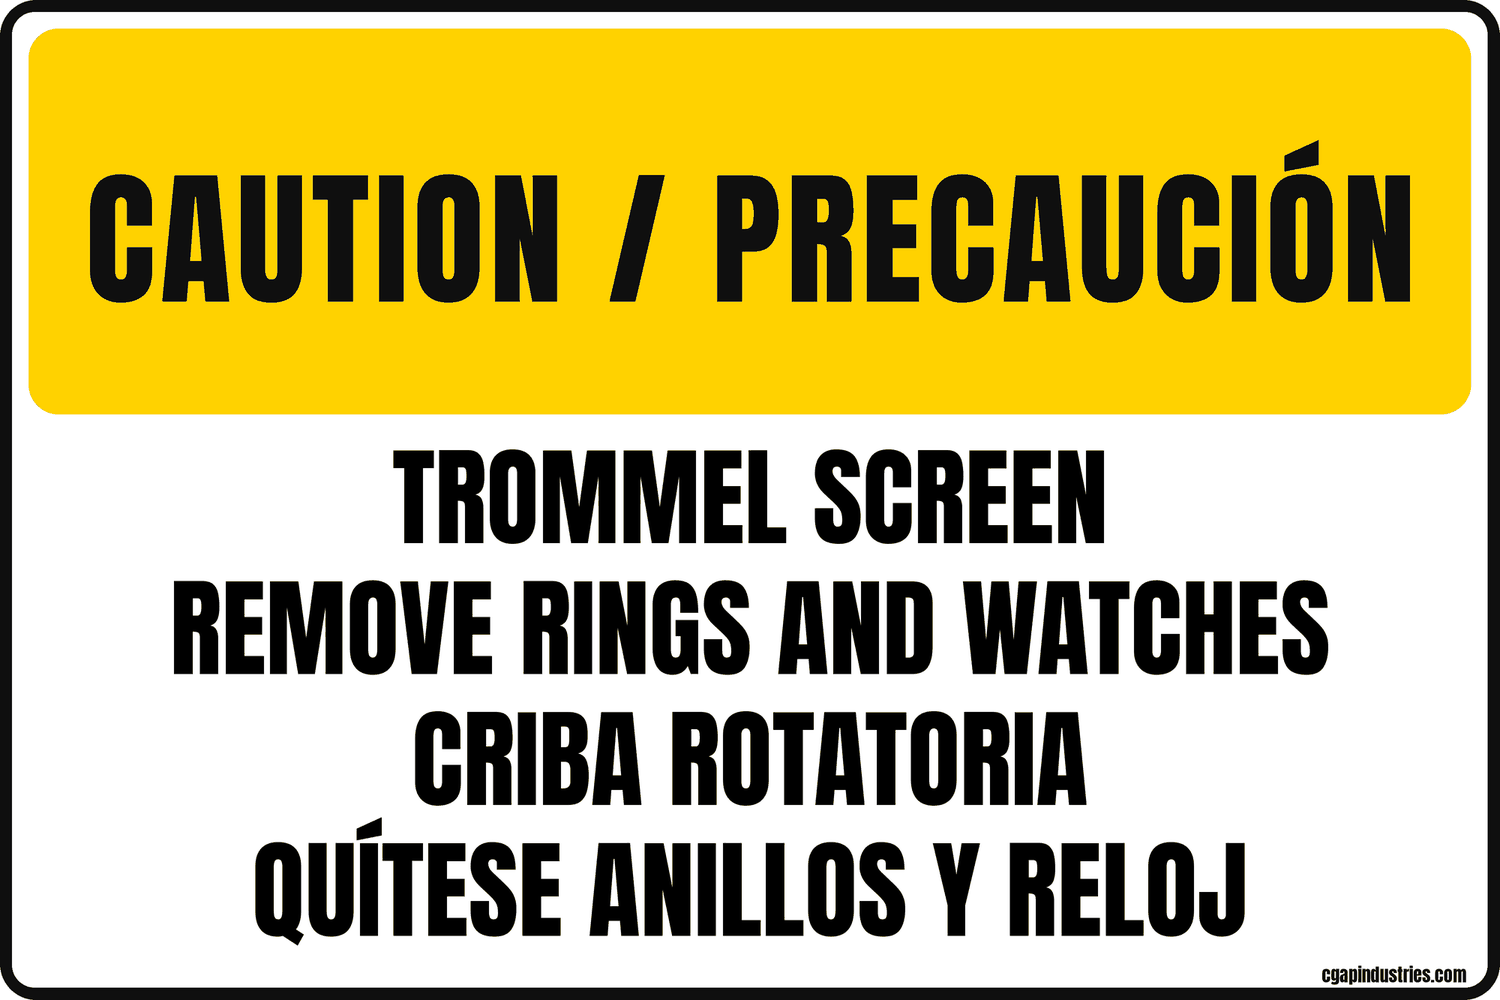 CAUTION / PRECAUCIÓN
TROMMEL SCREEN
REMOVE RINGS AND WATCHES
CRIBA ROTATORIA
QUÍTESE ANILLOS Y RELOJ
cgapindustries.com